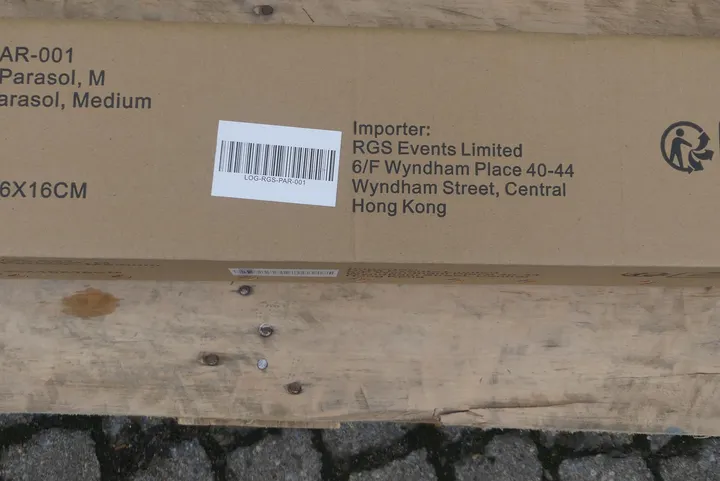 AR-001
Parasol, M
arasol, Medium
6X16CM
LOG-RGS-PAR-001
Importer:
RGS Events Limited
6/F Wyndham Place 40-44
Wyndham Street, Central
Hong Kong